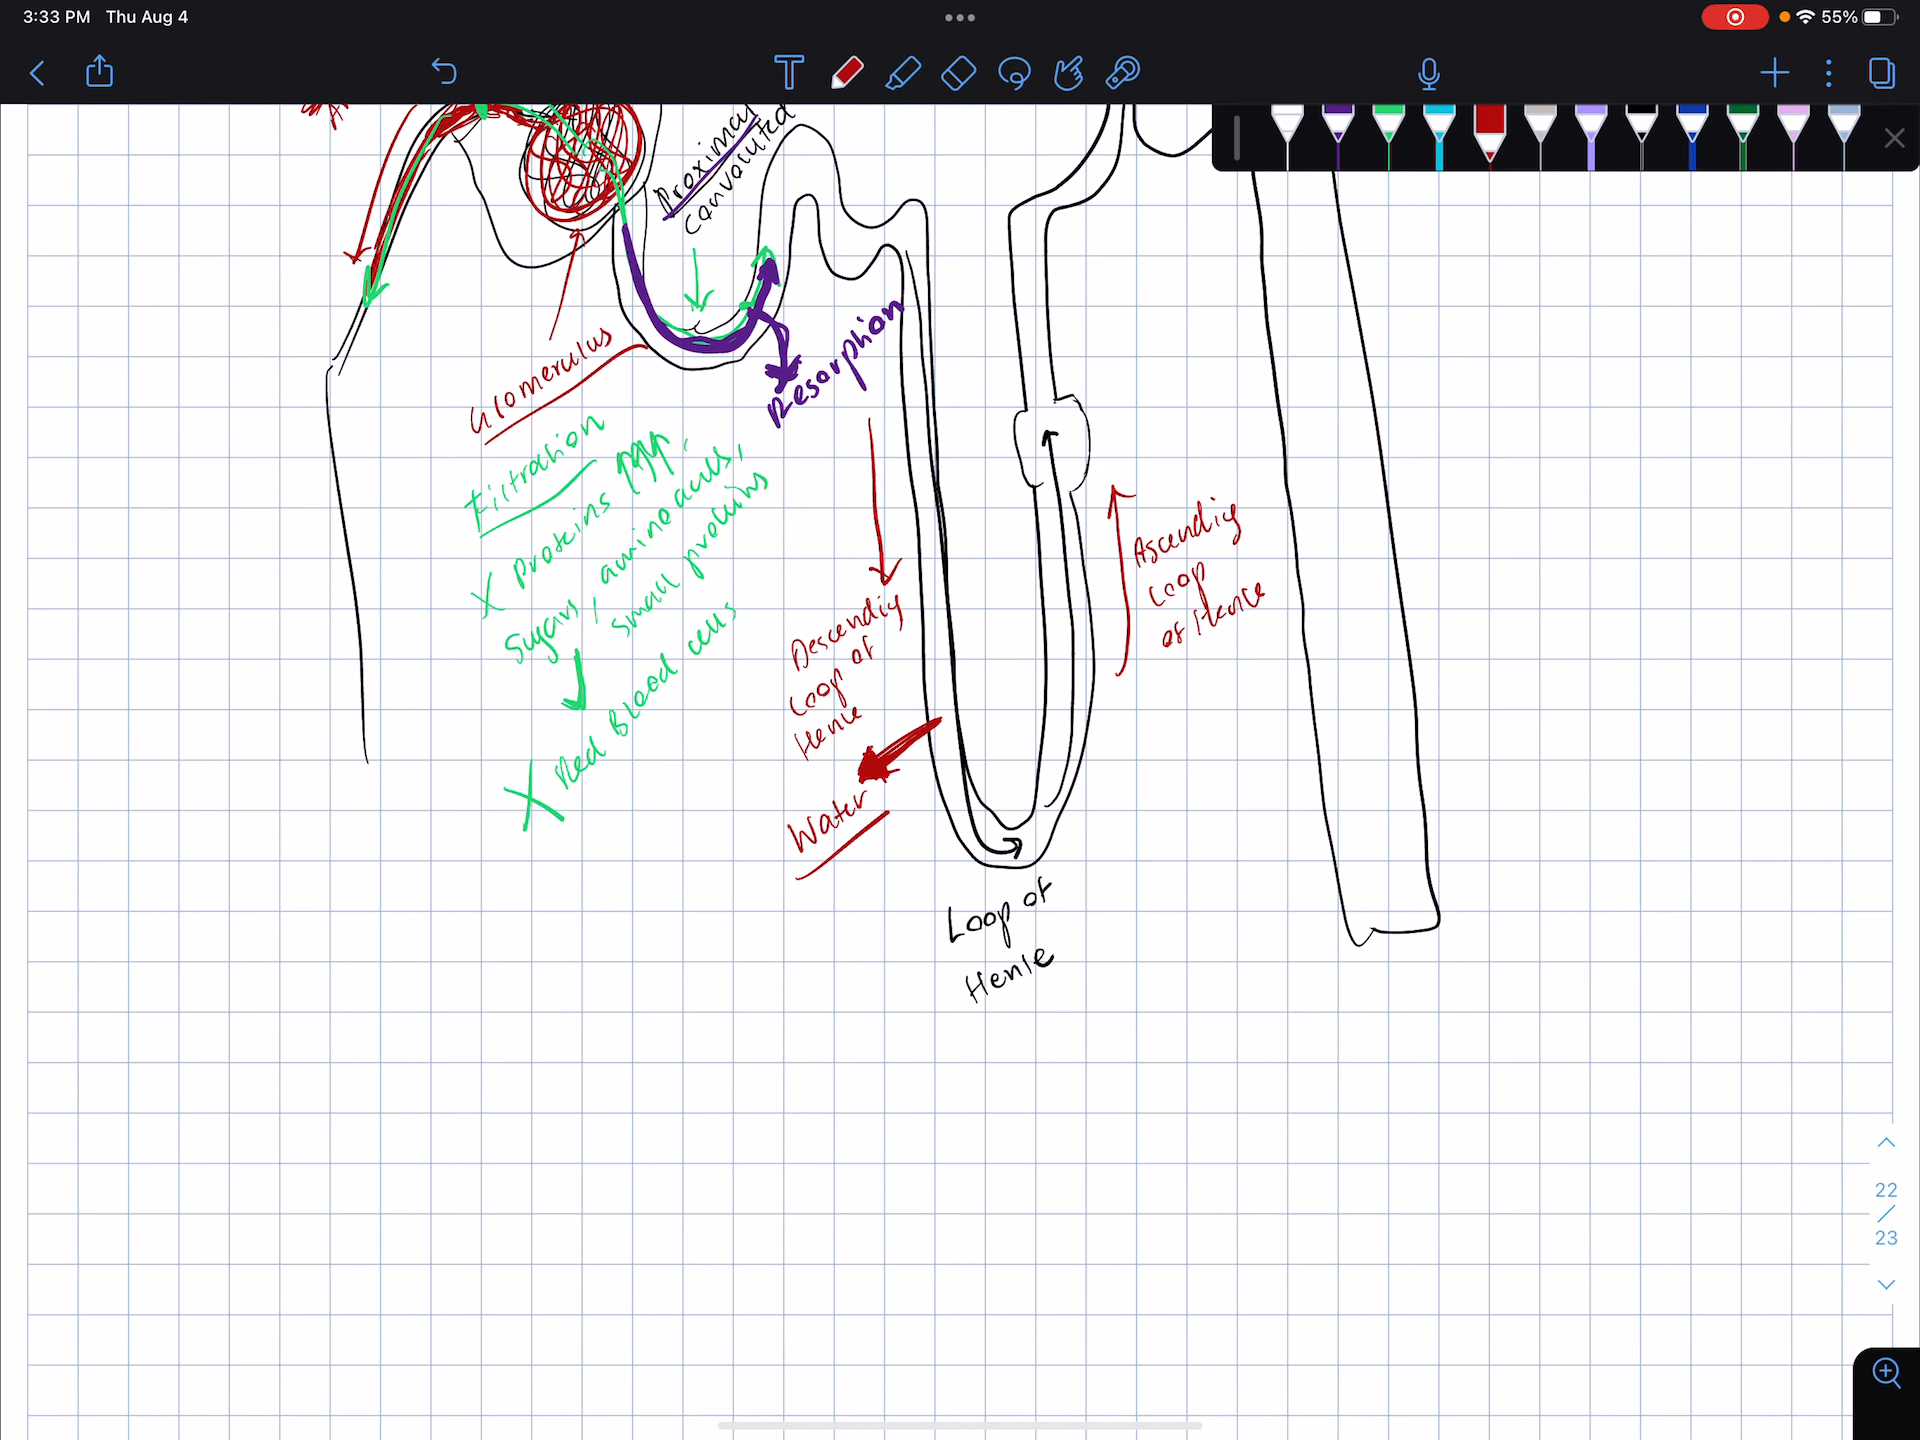 3:33 PM Thu Aug 4
55%
Proximal
canvoluted
Resorption
Glomerulus
Filtration
X proteins
Sugars, amino acids,
small proteins
X Red Blood cells
Descending
Loop of
Henle
Water
Ascending
Loop
of Henle
Loop of
Henle
22
23